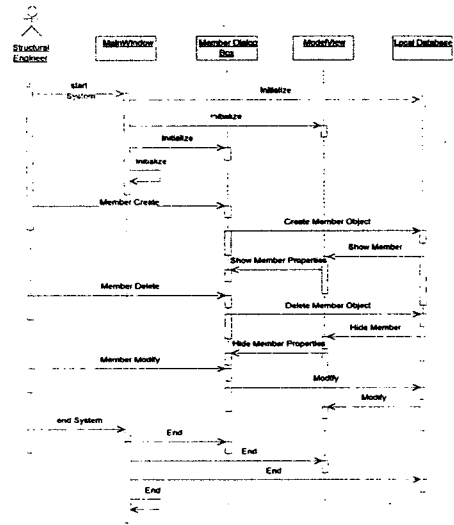 Structural
Engineer
MainWindow
Member Dialog
Box
ModelView
Local Database
start
System
Initialize
Initialize
Initialize
Initialize
Member Create
Create Member Object
Show Member
Show Member Properties
Member Delete
Delete Member Object
Hide Member
Hide Member Properties
Member Modify
Modify
Modify
end System
End
End
End
End